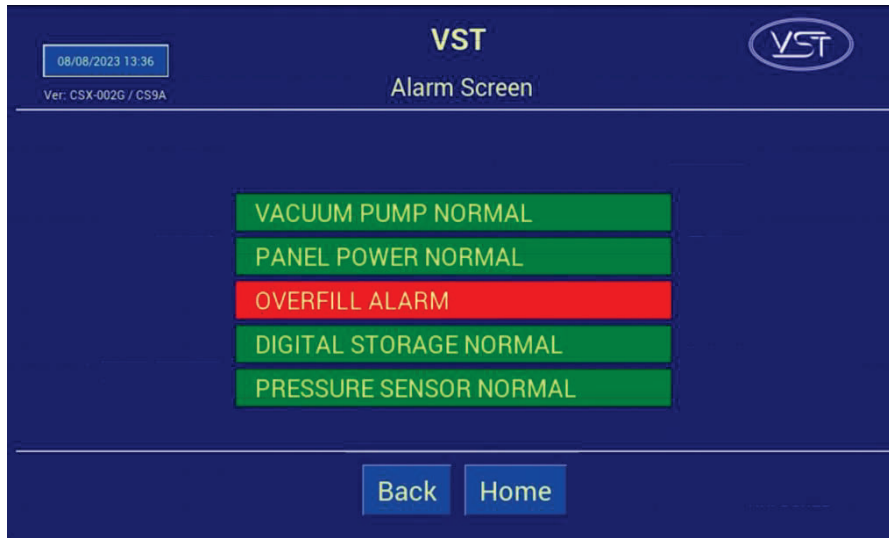 VST
08/08/2023 13:36
VST
Ver: CSX-002G / CS9A
Alarm Screen
VACUUM PUMP NORMAL
PANEL POWER NORMAL
OVERFILL ALARM
DIGITAL STORAGE NORMAL
PRESSURE SENSOR NORMAL
Back
Home